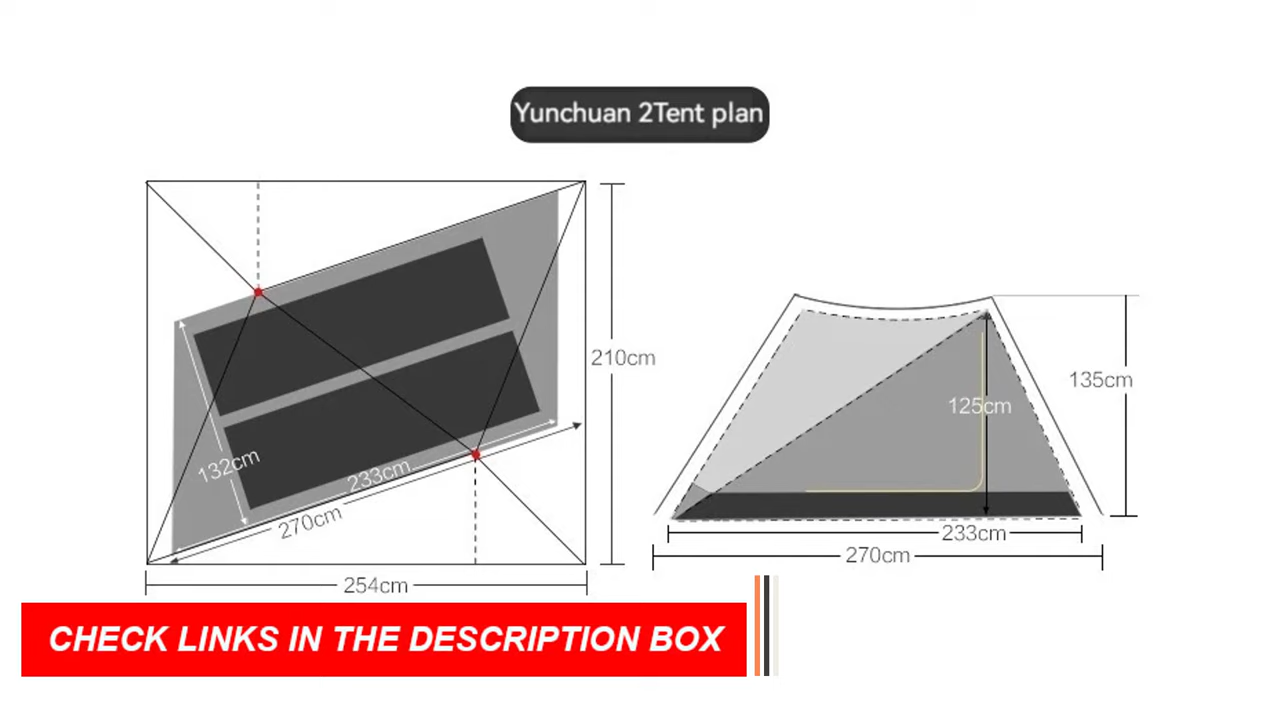 Yunchuan 2Tent plan
210cm
132cm
233cm
270cm
254cm
125cm
135cm
233cm
270cm
CHECK LINKS IN THE DESCRIPTION BOX